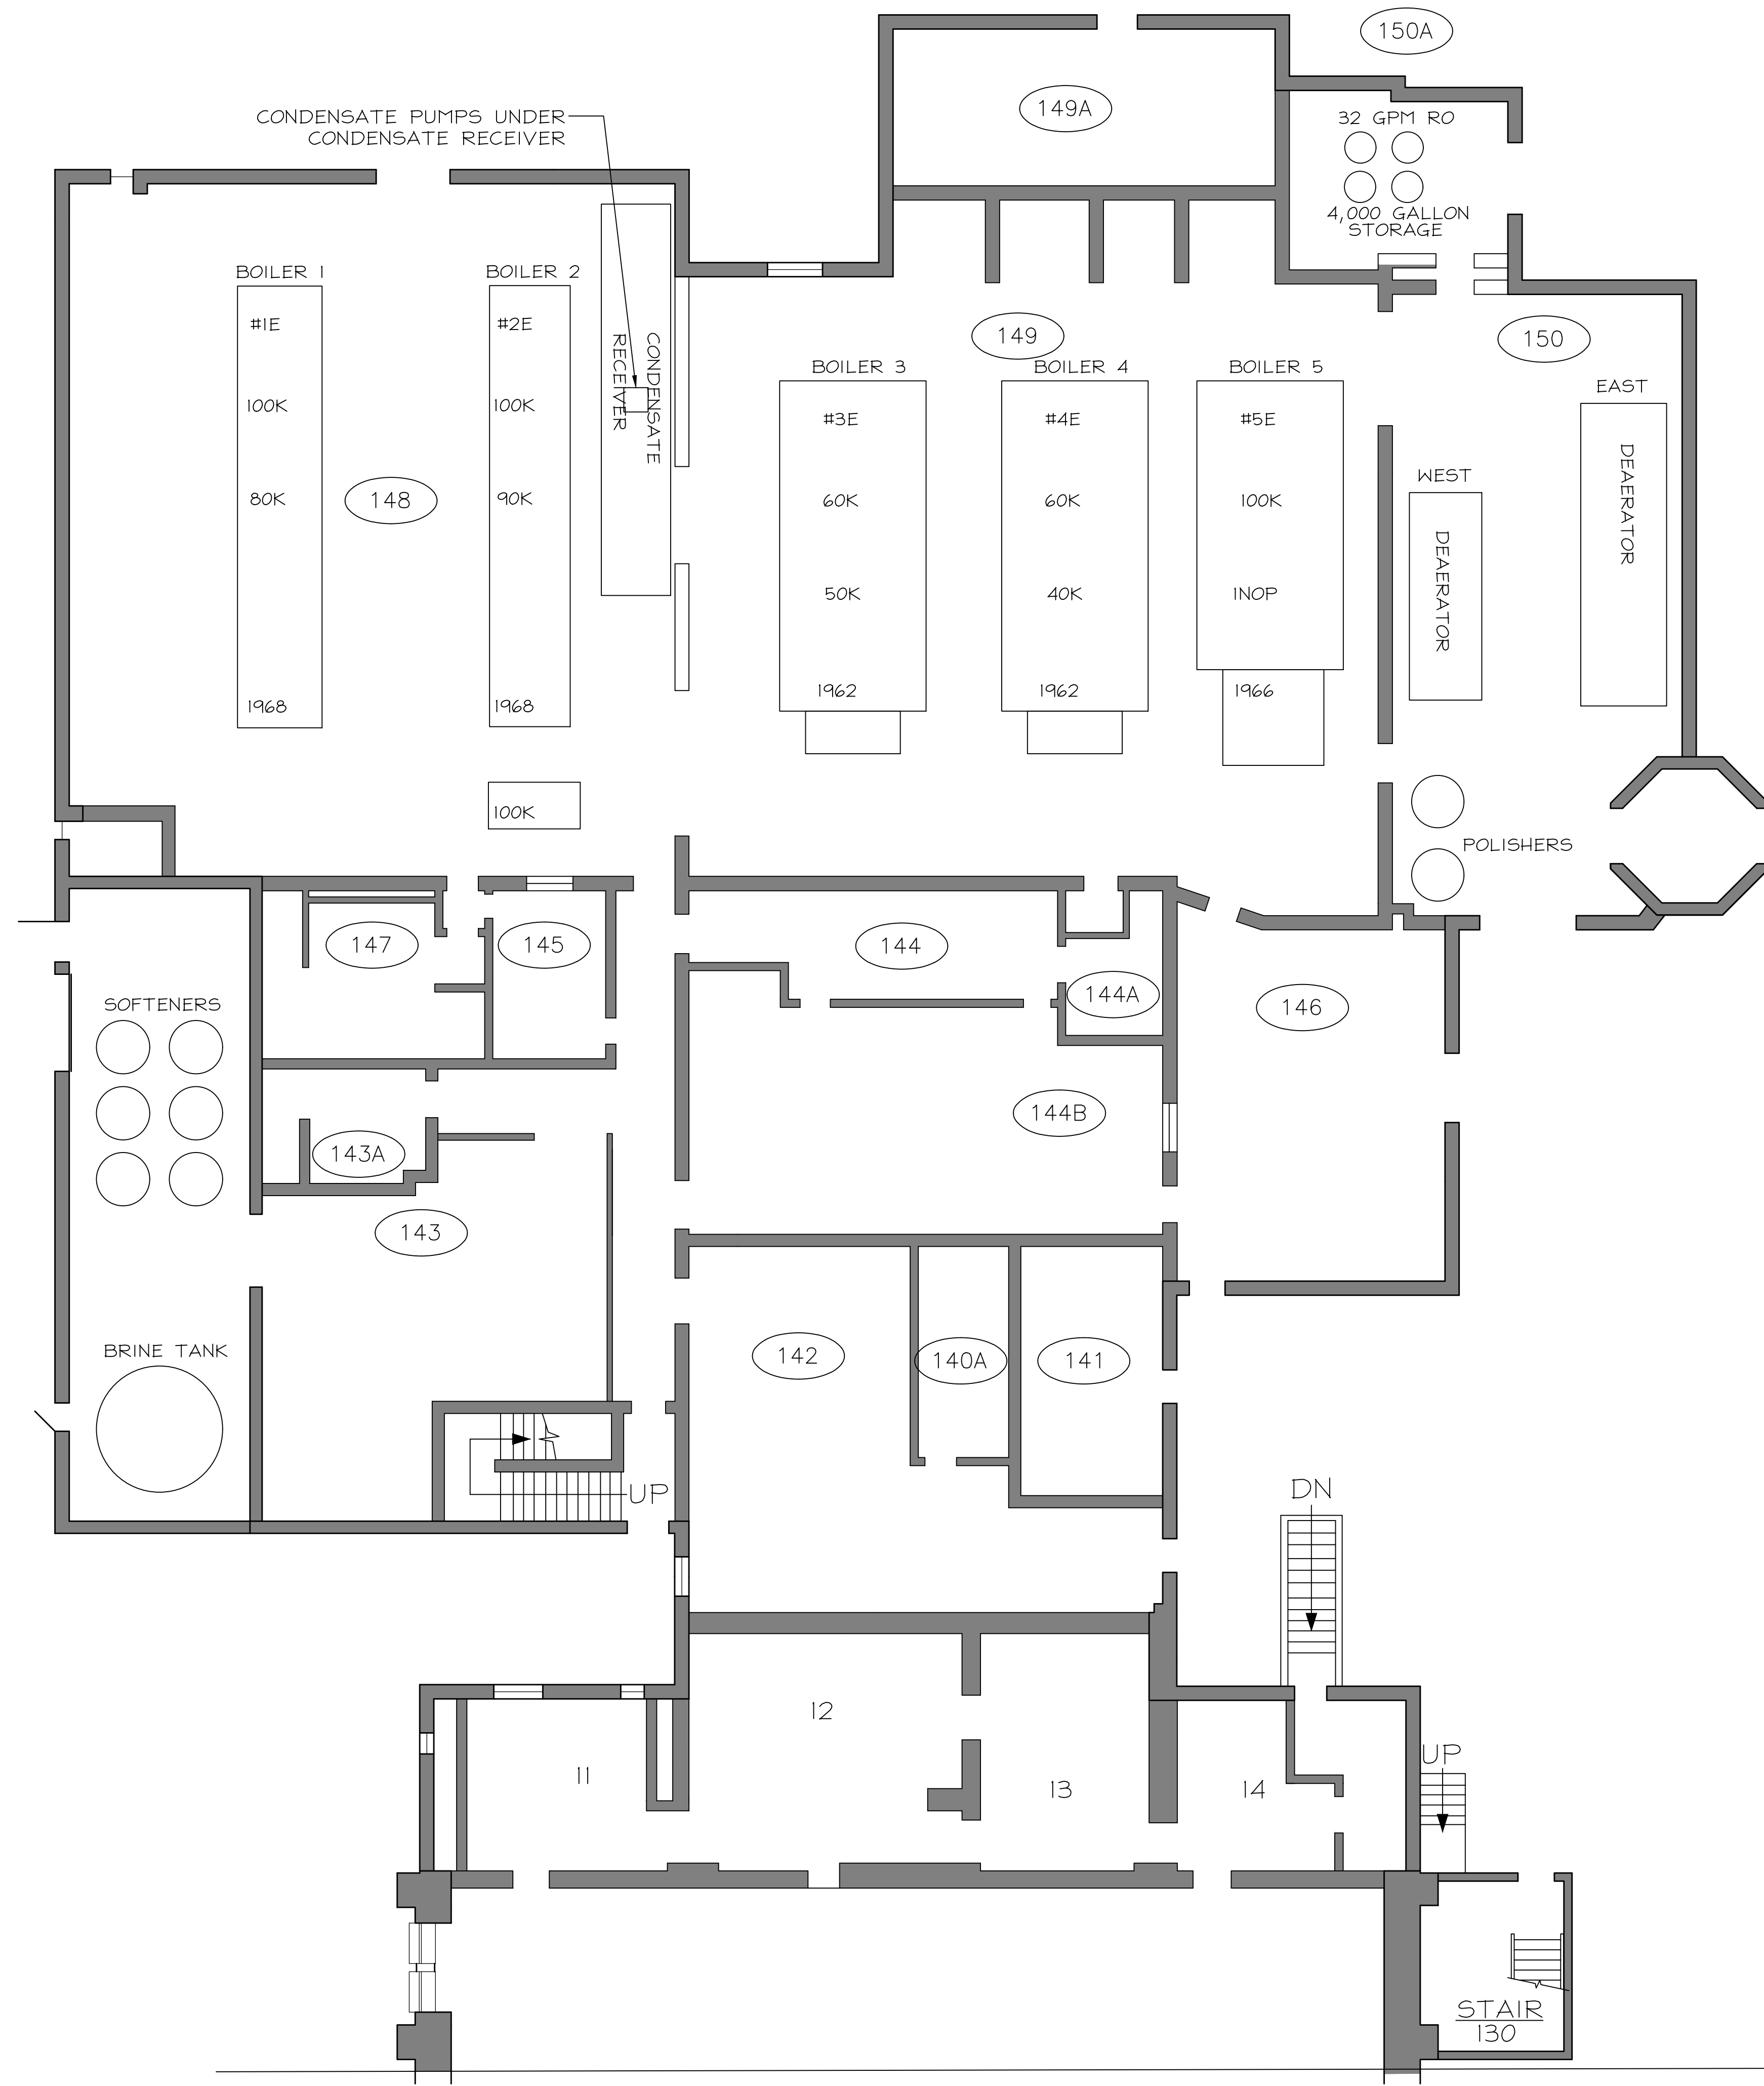 150A
149A
CONDENSATE PUMPS UNDER
CONDENSATE RECEIVER
32 GPM RO
4,000 GALLON
STORAGE
BOILER 1
#1E
100K
80K
1968
148
BOILER 2
#2E
100K
90K
1968
100K
CONDENSATE
RECEIVER
149
BOILER 3
#3E
60K
50K
1962
BOILER 4
#4E
60K
40K
1962
BOILER 5
#5E
100K
INOP
1966
150
EAST
DEAERATOR
WEST
DEAERATOR
POLISHERS
147
145
144
144A
146
SOFTENERS
144B
143A
143
BRINE TANK
142
140A
141
UP
DN
12
11
13
14
UP
STAIR
130